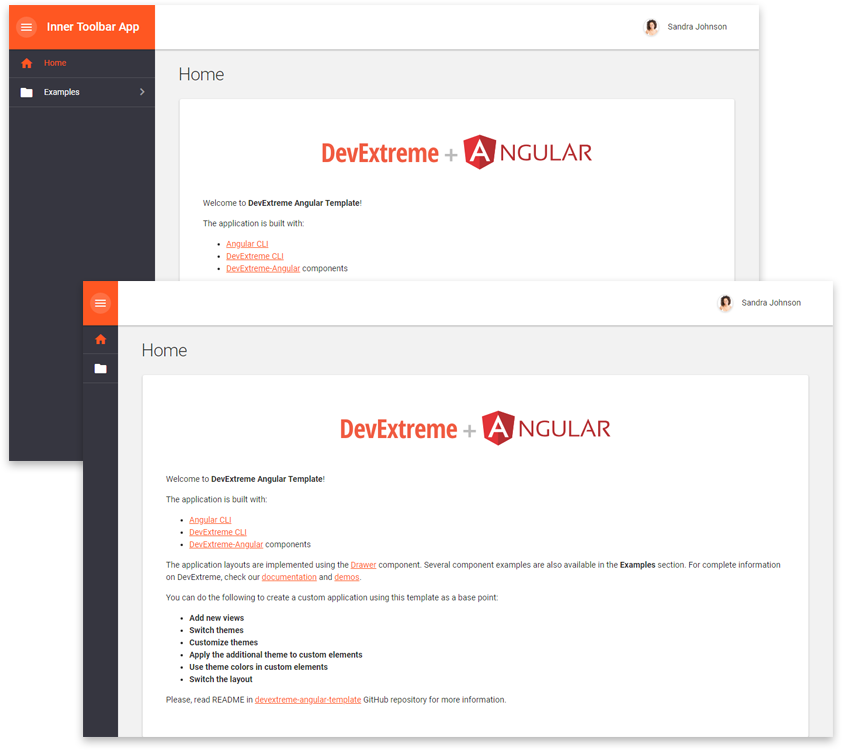 Inner Toolbar App
Sandra Johnson
Home
Examples
Home
DevExtreme + ANGULAR
Welcome to DevExtreme Angular Template!
The application is built with:
Angular CLI
DevExtreme CLI
DevExtreme-Angular components
Sandra Johnson
Home
DevExtreme + ANGULAR
Welcome to DevExtreme Angular Template!
The application is built with:
Angular CLI
DevExtreme CLI
DevExtreme-Angular components
The application layouts are implemented using the Drawer component. Several component examples are also available in the Examples section. For complete information
on DevExtreme, check our documentation and demos.
You can do the following to create a custom application using this template as a base point:
Add new views
Switch themes
Customize themes
Apply the additional theme to custom elements
Use theme colors in custom elements
Switch the layout
Please, read README in devextreme-angular-template GitHub repository for more information.